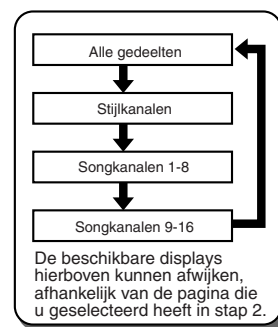 Alle gedeelten
Stijlkanalen
Songkanalen 1-8
Songkanalen 9-16
De beschikbare displays
hierboven kunnen afwijken,
afhankelijk van de pagina die
u geselecteerd heeft in stap 2.